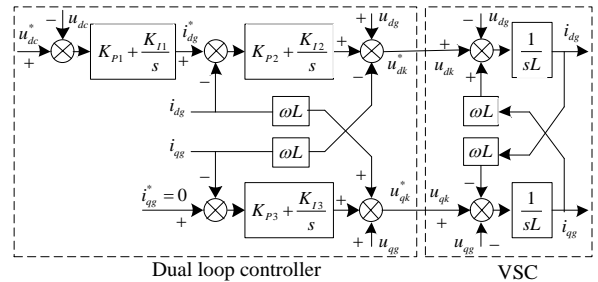 u*dc + − udc
KP1 + KI1/s
i*dg + −
KP2 + KI2/s
+ + udg −
u*dk
+ udk
− udg +
1/sL
idg
idg
ωL
ωL
iqg
ωL
ωL
+ −
i*qg = 0
+ −
KP3 + KI3/s
+ + uqg +
u*qk
uqk
+ uqg −
1/sL
iqg
Dual loop controller
VSC